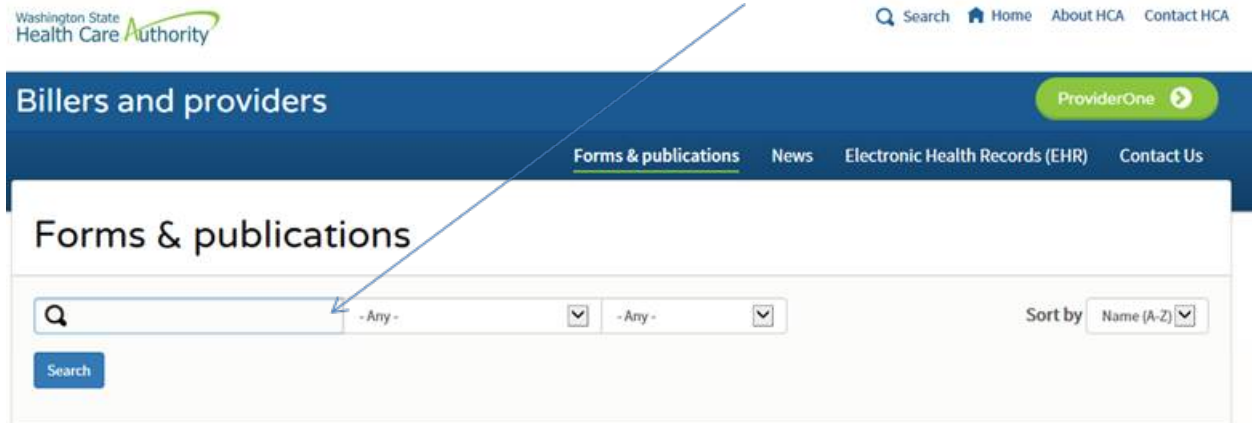 Washington State
Health Care Authority
Search Home About HCA Contact HCA
Billers and providers
ProviderOne
Forms & publications News Electronic Health Records (EHR) Contact Us
Forms & publications
- Any - - Any - Sort by Name (A-Z)
Search